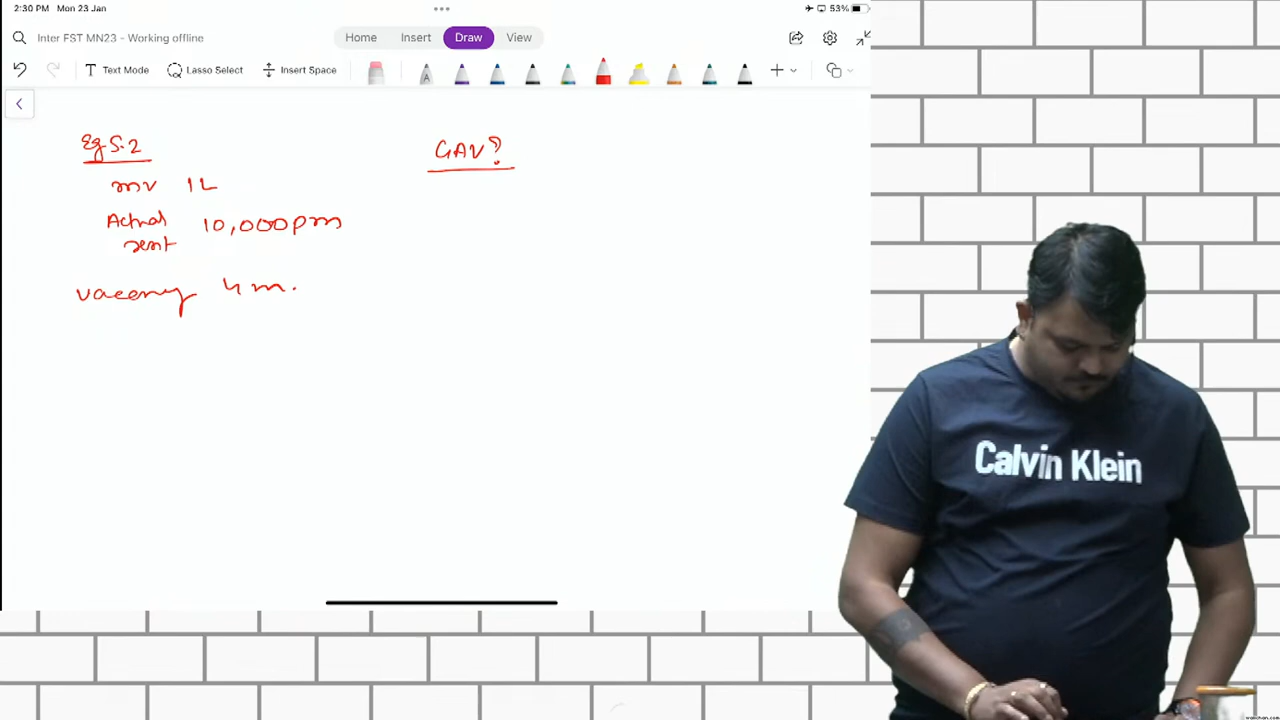 2:30 PM Mon 23 Jan
53%
Inter FST MN23 - Working offline
Home Insert Draw View
Text Mode Lasso Select Insert Space
A
Eg 5.2
GAV?
mv 1L
Actual 10,000pm
rent
vacancy 4m.
Calvin Klein